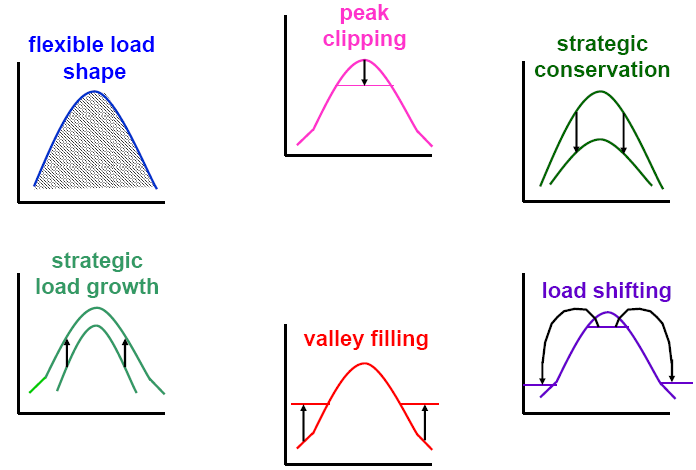 flexible load
shape
peak
clipping
strategic
conservation
strategic
load growth
valley filling
load shifting